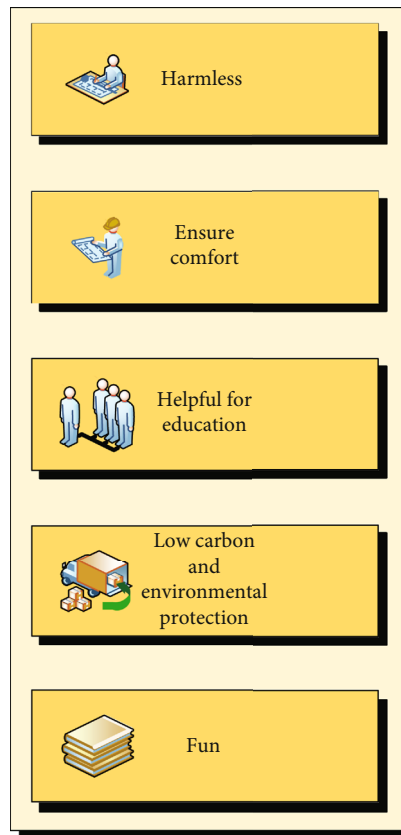 Harmless
Ensure
comfort
Helpful for
education
Low carbon
and
environmental
protection
Fun